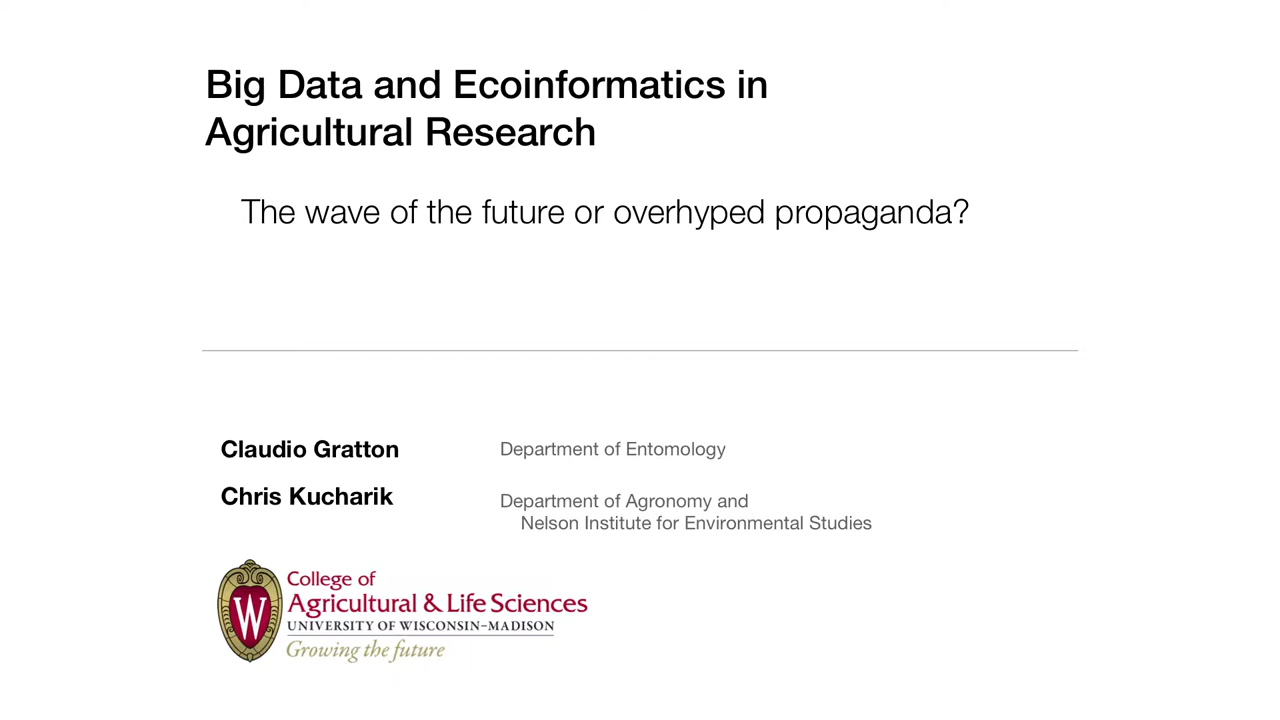 Big Data and Ecoinformatics in
Agricultural Research
The wave of the future or overhyped propaganda?
Claudio Gratton
Department of Entomology
Chris Kucharik
Department of Agronomy and
Nelson Institute for Environmental Studies
W
College of
Agricultural & Life Sciences
UNIVERSITY OF WISCONSIN–MADISON
Growing the future